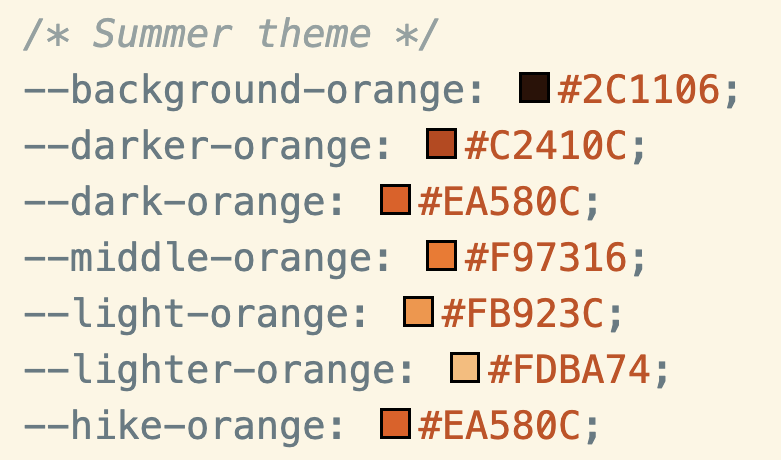 /* Summer theme */
--background-orange: #2C1106;
--darker-orange: #C2410C;
--dark-orange: #EA580C;
--middle-orange: #F97316;
--light-orange: #FB923C;
--lighter-orange: #FDBA74;
--hike-orange: #EA580C;